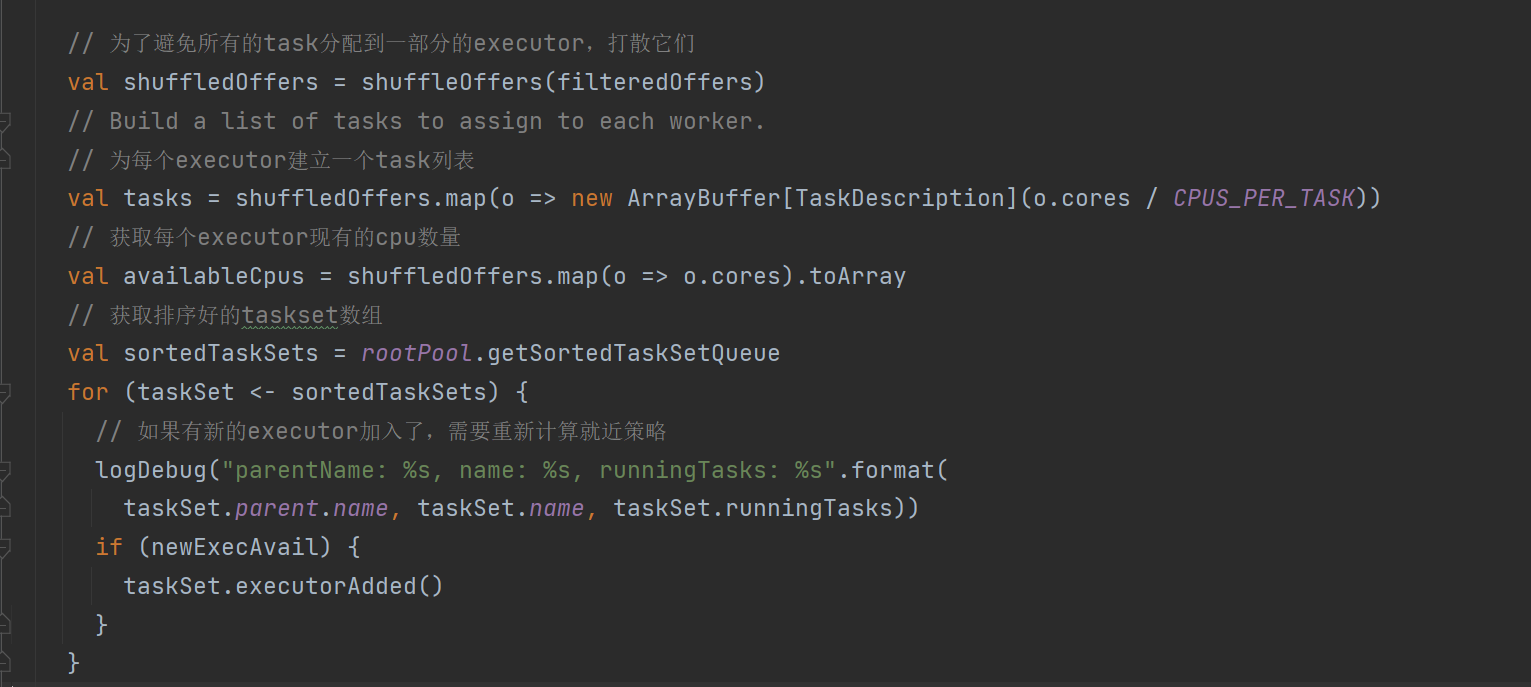 // 为了避免所有的task分配到一部分的executor，打散它们
val shuffledOffers = shuffleOffers(filteredOffers)
// Build a list of tasks to assign to each worker.
// 为每个executor建立一个task列表
val tasks = shuffledOffers.map(o => new ArrayBuffer[TaskDescription](o.cores / CPUS_PER_TASK))
// 获取每个executor现有的cpu数量
val availableCpus = shuffledOffers.map(o => o.cores).toArray
// 获取排序好的taskset数组
val sortedTaskSets = rootPool.getSortedTaskSetQueue
for (taskSet <- sortedTaskSets) {
  // 如果有新的executor加入了，需要重新计算就近策略
  logDebug("parentName: %s, name: %s, runningTasks: %s".format(
    taskSet.parent.name, taskSet.name, taskSet.runningTasks))
  if (newExecAvail) {
    taskSet.executorAdded()
  }
}